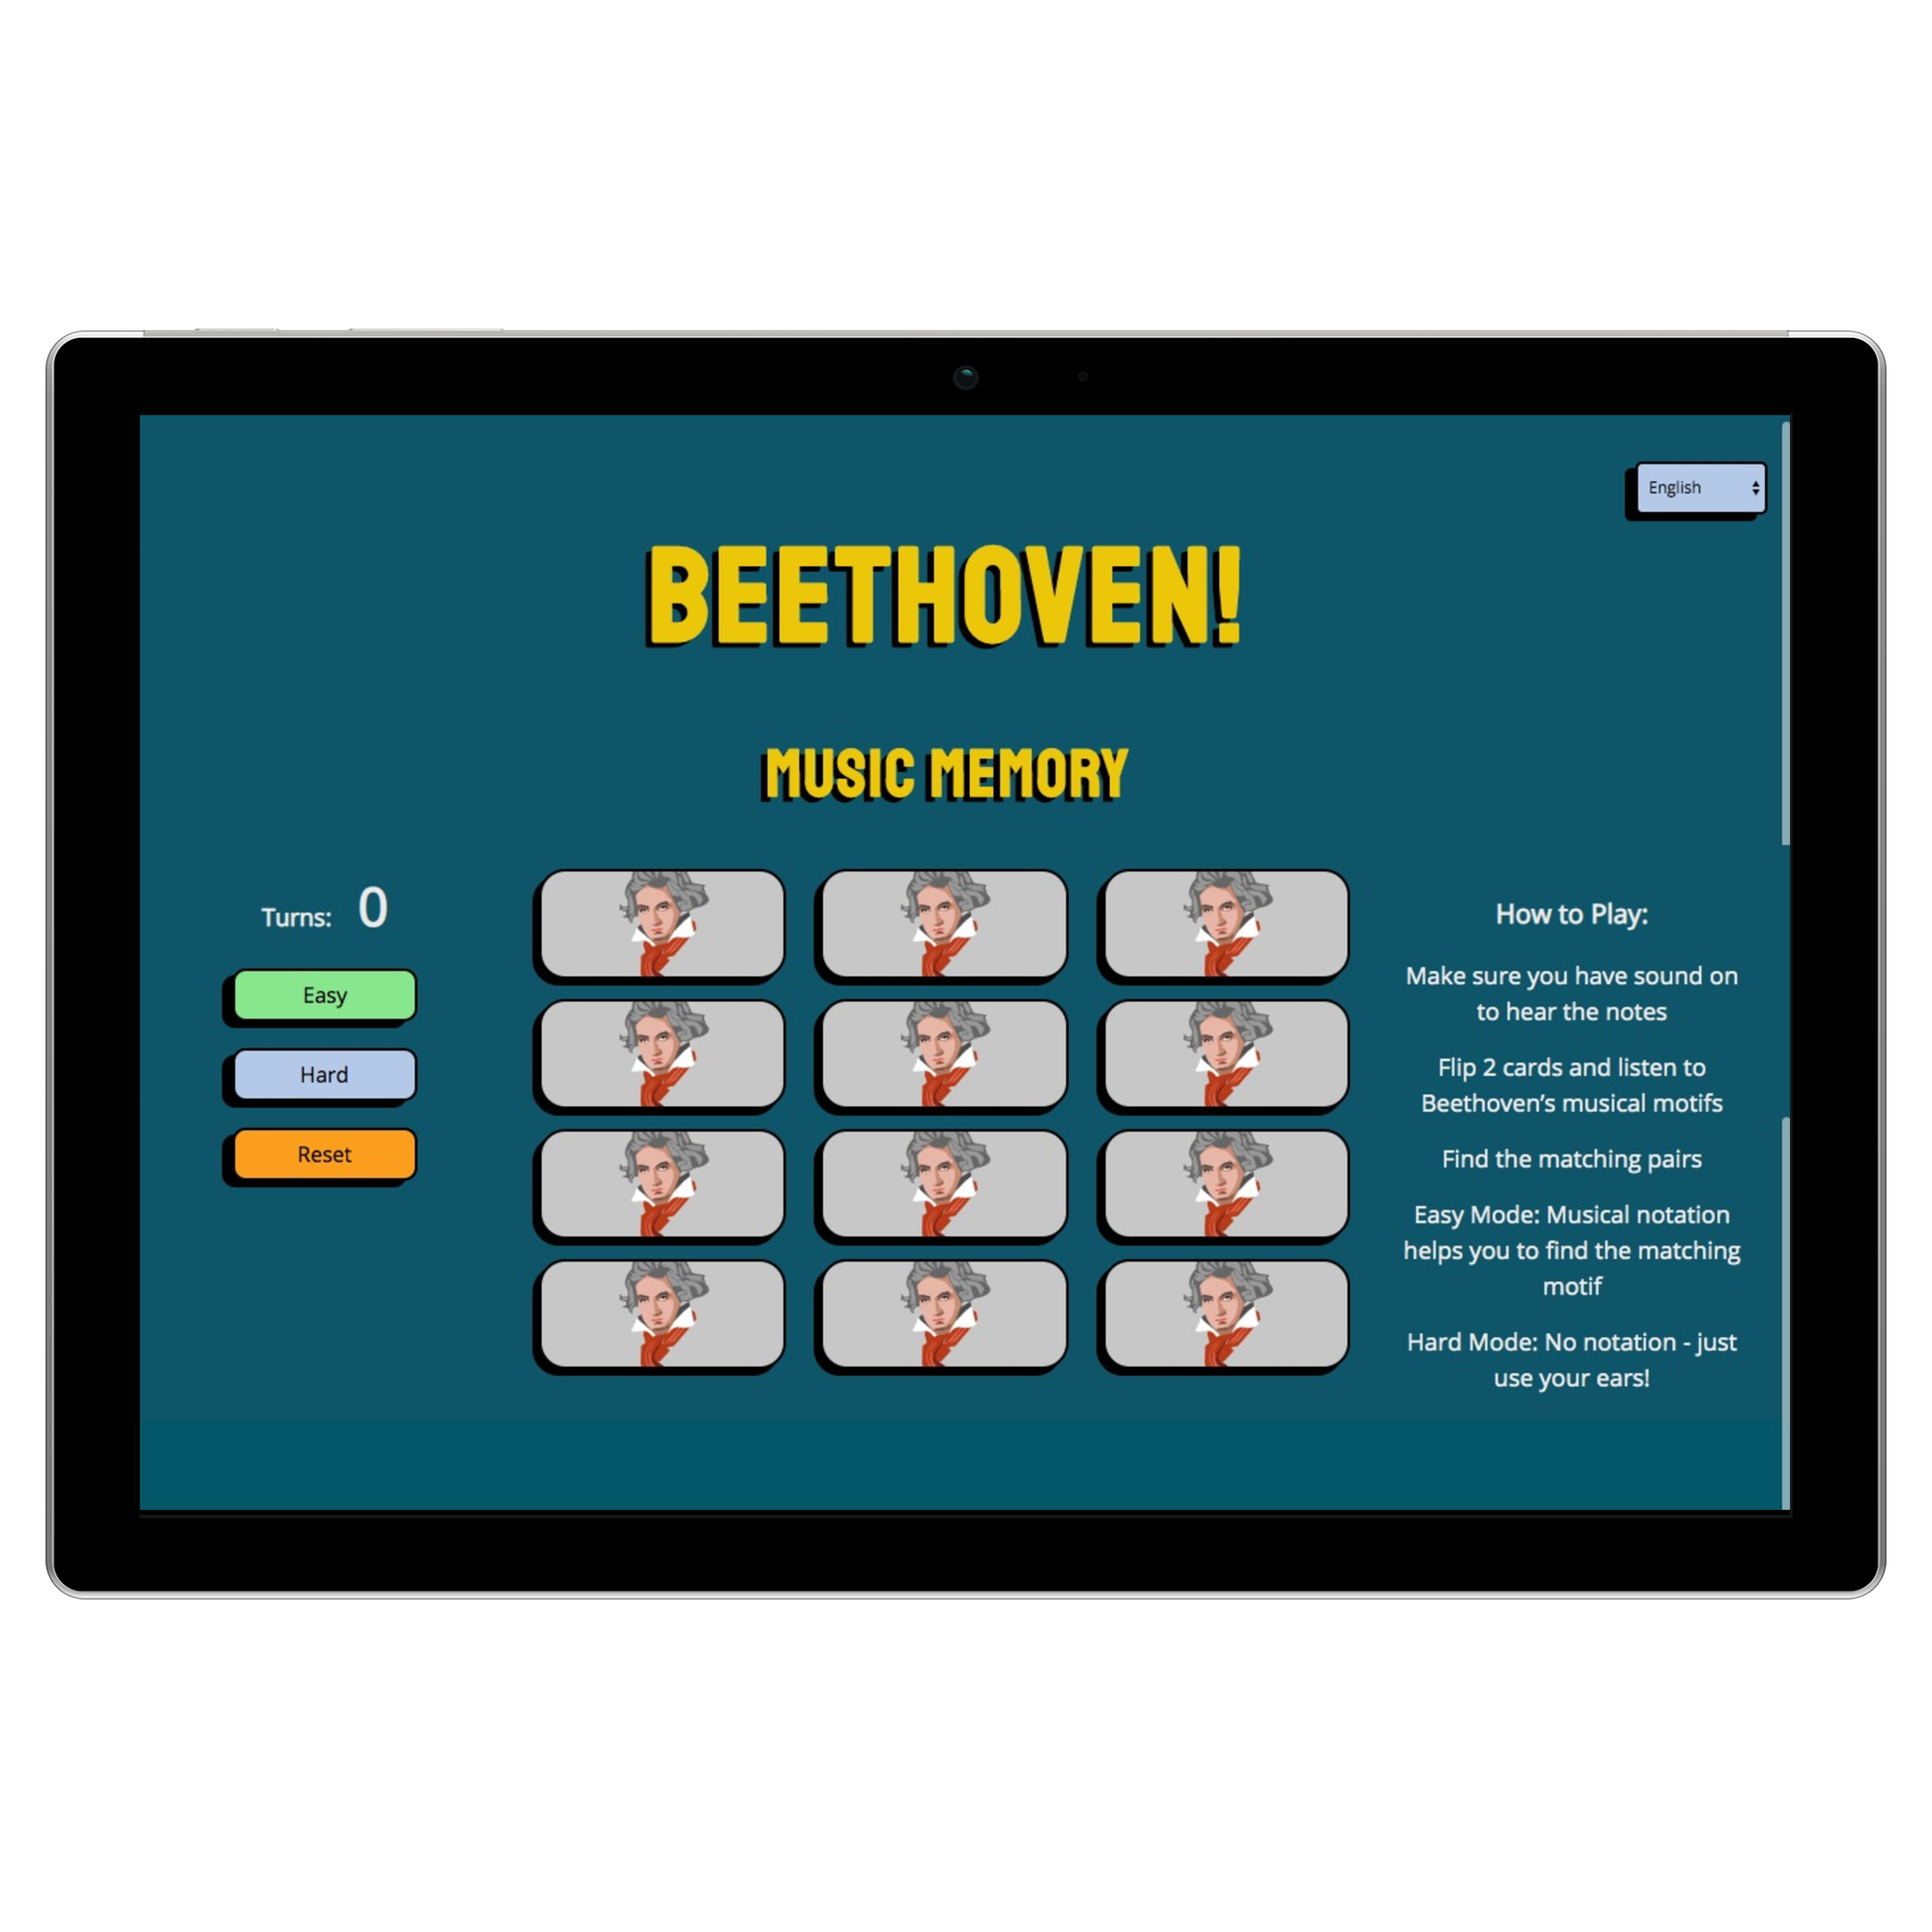 English
BEETHOVEN!
MUSIC MEMORY
Turns: 0
Easy
Hard
Reset
How to Play:
Make sure you have sound on
to hear the notes
Flip 2 cards and listen to
Beethoven’s musical motifs
Find the matching pairs
Easy Mode: Musical notation
helps you to find the matching
motif
Hard Mode: No notation - just
use your ears!